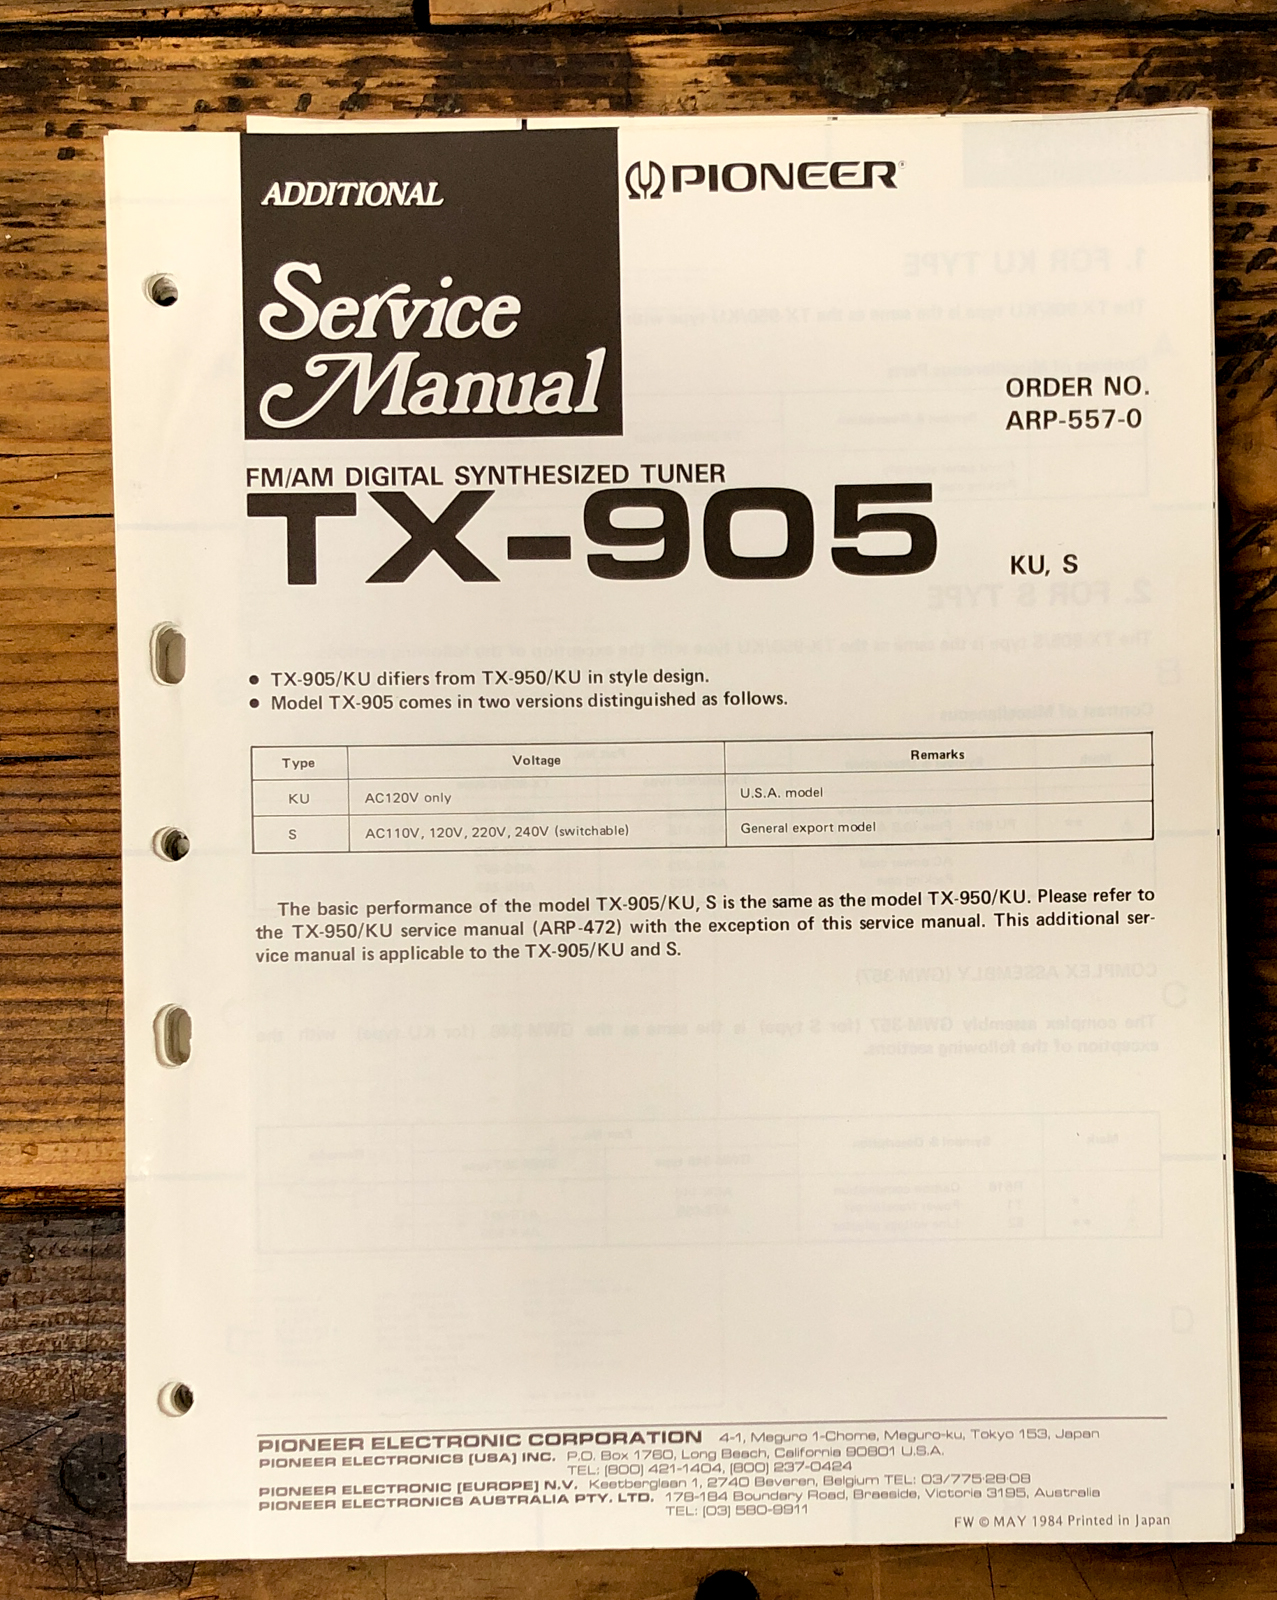 ADDITIONAL
Service
Manual
PIONEER®
ORDER NO.
ARP-557-0
FM/AM DIGITAL SYNTHESIZED TUNER
TX-905
KU, S
● TX-905/KU difiers from TX-950/KU in style design.
● Model TX-905 comes in two versions distinguished as follows.
Type Voltage Remarks
KU AC120V only U.S.A. model
S AC110V, 120V, 220V, 240V (switchable) General export model
The basic performance of the model TX-905/KU, S is the same as the model TX-950/KU. Please refer to
the TX-950/KU service manual (ARP-472) with the exception of this service manual. This additional ser-
vice manual is applicable to the TX-905/KU and S.
PIONEER ELECTRONIC CORPORATION 4-1, Meguro 1-Chome, Meguro-ku, Tokyo 153, Japan
PIONEER ELECTRONICS [USA] INC. P.O. Box 1760, Long Beach, California 90801 U.S.A.
TEL: [800] 421-1404, [800] 237-0424
PIONEER ELECTRONIC [EUROPE] N.V. Keetberglaan 1, 2740 Beveren, Belgium TEL: 03/775·28·08
PIONEER ELECTRONICS AUSTRALIA PTY. LTD. 178-184 Boundary Road, Braeside, Victoria 3195, Australia
TEL: [03] 580-9911
FW © MAY 1984 Printed in Japan